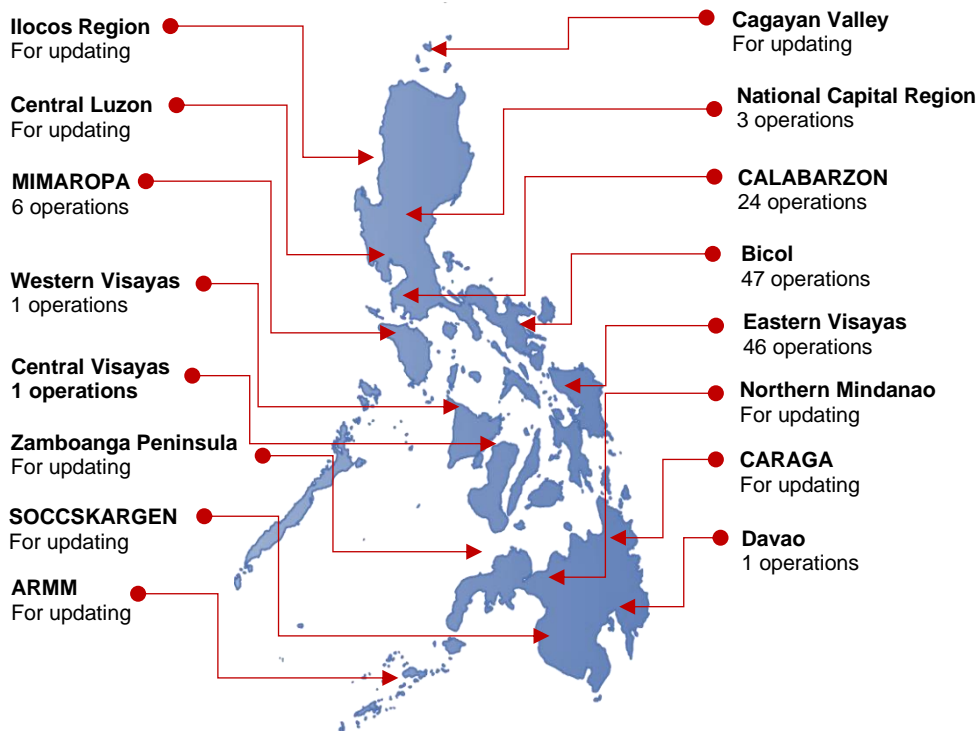 Ilocos Region
For updating
Central Luzon
For updating
MIMAROPA
6 operations
Western Visayas
1 operations
Central Visayas
1 operations
Zamboanga Peninsula
For updating
SOCCSKARGEN
For updating
ARMM
For updating
Cagayan Valley
For updating
National Capital Region
3 operations
CALABARZON
24 operations
Bicol
47 operations
Eastern Visayas
46 operations
Northern Mindanao
For updating
CARAGA
For updating
Davao
1 operations